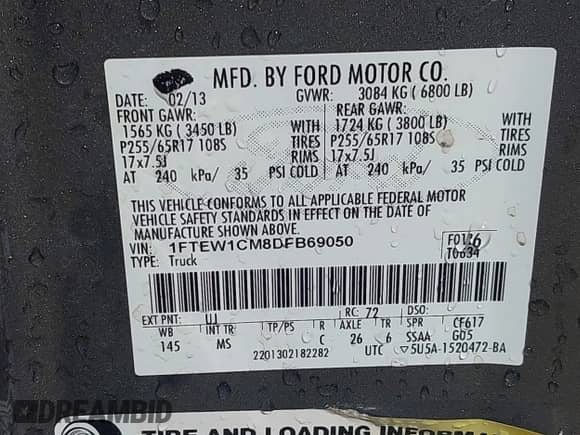 MFD. BY FORD MOTOR CO.
DATE: 02/13 GVWR: 3084 KG ( 6800 LB)
FRONT GAWR: REAR GAWR:
1565 KG ( 3450 LB) WITH 1724 KG ( 3800 LB) WITH
P255/65R17 108S TIRES P255/65R17 108S TIRES
17x7.5J RIMS 17x7.5J RIMS
AT 240 kPa/ 35 PSI COLD AT 240 kPa/ 35 PSI COLD
THIS VEHICLE CONFORMS TO ALL APPLICABLE FEDERAL MOTOR
VEHICLE SAFETY STANDARDS IN EFFECT ON THE DATE OF
MANUFACTURE SHOWN ABOVE.
VIN: 1FTEW1CM8DFB69050
TYPE: Truck T0634
EXT PNT: UJ RC: 72 DSO:
WB INT TR TP/PS R AXLE TR SPR CF617
145 MS C 26 6 SSAA G05
2201302182282 UTC ▽5U5A-1520472-BA
DREAMBID
TIRE AND LOADING INFORM